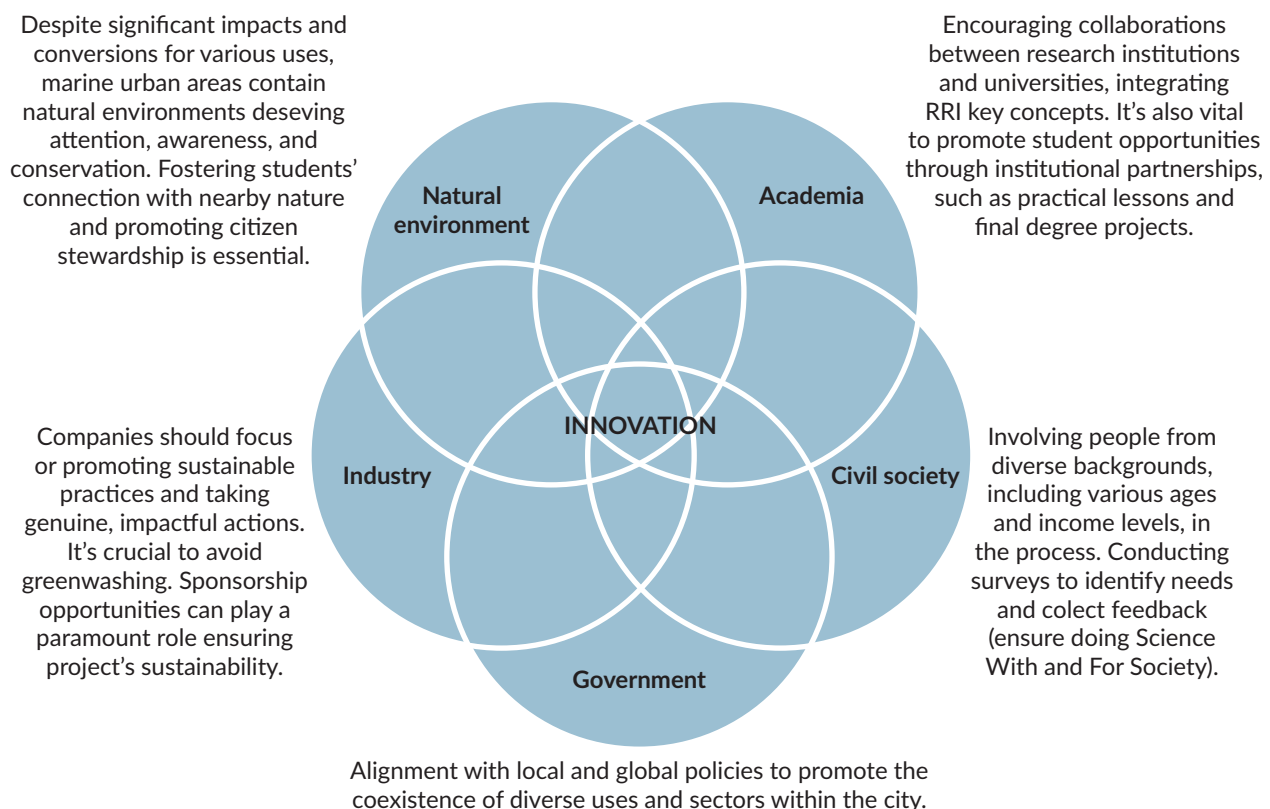 Despite significant impacts and
conversions for various uses,
marine urban areas contain
natural environments deseving
attention, awareness, and
conservation. Fostering students’
connection with nearby nature
and promoting citizen
stewardship is essential.
Encouraging collaborations
between research institutions
and universities, integrating
RRI key concepts. It’s also vital
to promote student opportunities
through institutional partnerships,
such as practical lessons and
final degree projects.
Natural
environment
Academia
INNOVATION
Industry
Civil society
Government
Companies should focus
or promoting sustainable
practices and taking
genuine, impactful actions.
It’s crucial to avoid
greenwashing. Sponsorship
opportunities can play a
paramount role ensuring
project’s sustainability.
Involving people from
diverse backgrounds,
including various ages
and income levels, in
the process. Conducting
surveys to identify needs
and colect feedback
(ensure doing Science
With and For Society).
Alignment with local and global policies to promote the
coexistence of diverse uses and sectors within the city.